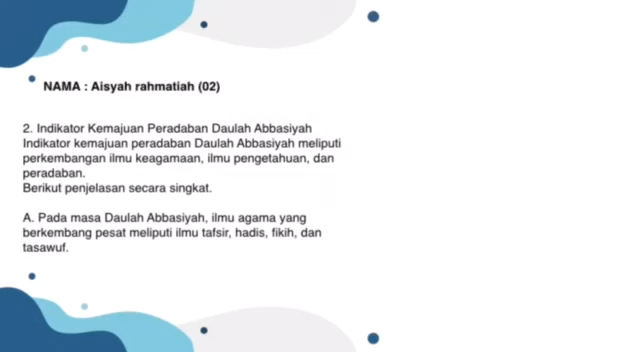 NAMA : Aisyah rahmatiah (02)
2. Indikator Kemajuan Peradaban Daulah Abbasiyah
Indikator kemajuan peradaban Daulah Abbasiyah meliputi
perkembangan ilmu keagamaan, ilmu pengetahuan, dan
peradaban.
Berikut penjelasan secara singkat.
A. Pada masa Daulah Abbasiyah, ilmu agama yang
berkembang pesat meliputi ilmu tafsir, hadis, fikih, dan
tasawuf.